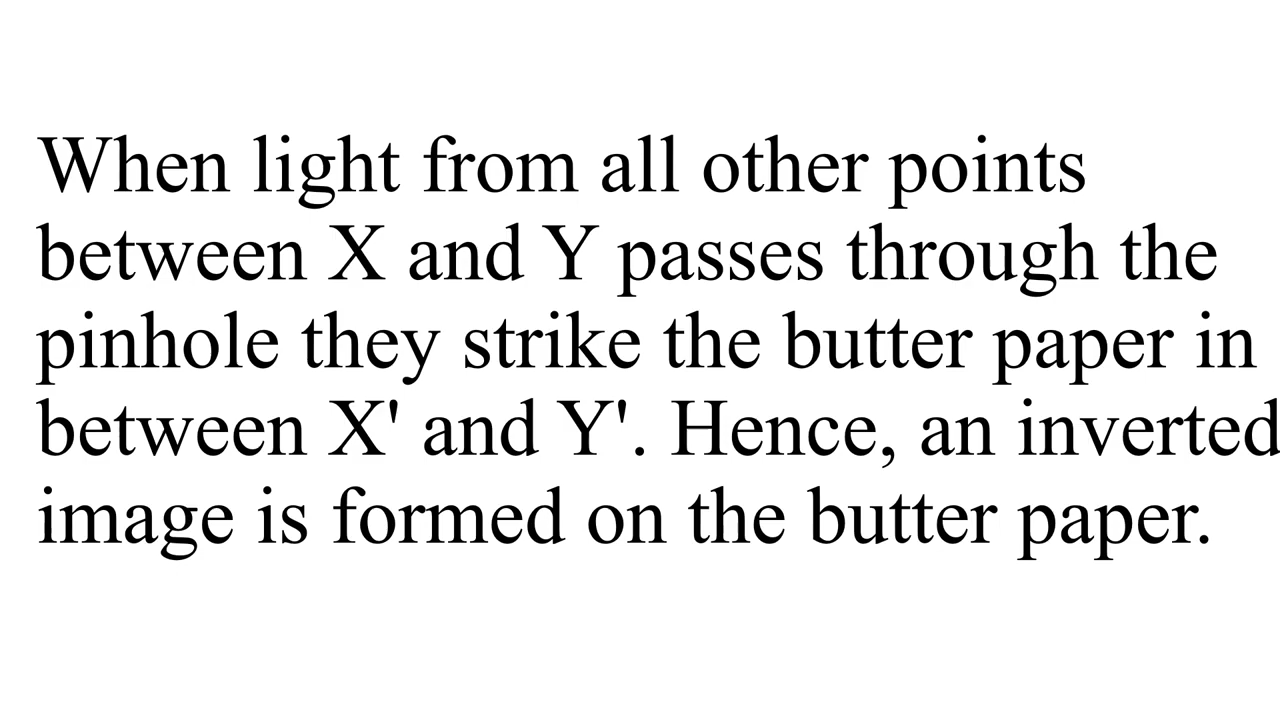 When light from all other points
between X and Y passes through the
pinhole they strike the butter paper in
between X' and Y'. Hence, an inverted
image is formed on the butter paper.